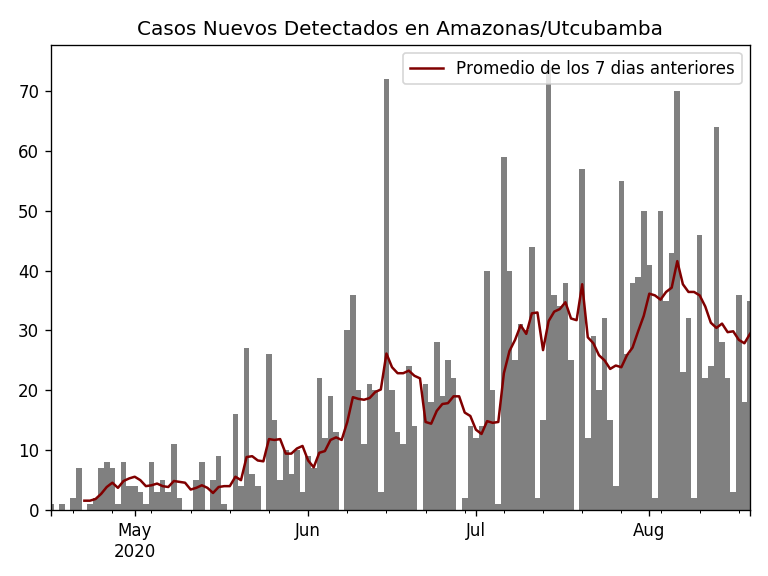 Casos Nuevos Detectados en Amazonas/Utcubamba
Promedio de los 7 dias anteriores
70
60
50
40
30
20
10
0
May
2020
Jun
Jul
Aug